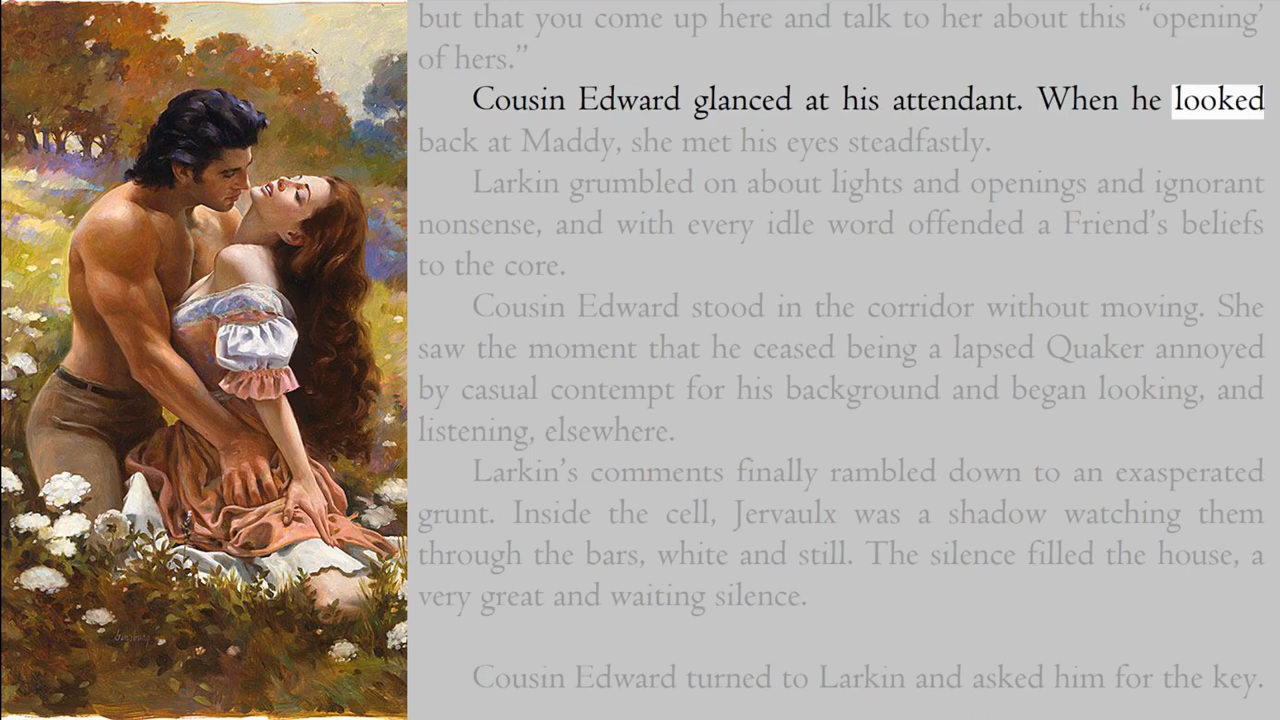 but that you come up here and talk to her about this “opening’
of hers.”
Cousin Edward glanced at his attendant. When he looked
back at Maddy, she met his eyes steadfastly.
Larkin grumbled on about lights and openings and ignorant
nonsense, and with every idle word offended a Friend’s beliefs
to the core.
Cousin Edward stood in the corridor without moving. She
saw the moment that he ceased being a lapsed Quaker annoyed
by casual contempt for his background and began looking, and
listening, elsewhere.
Larkin’s comments finally rambled down to an exasperated
grunt. Inside the cell, Jervaulx was a shadow watching them
through the bars, white and still. The silence filled the house, a
very great and waiting silence.
Cousin Edward turned to Larkin and asked him for the key.